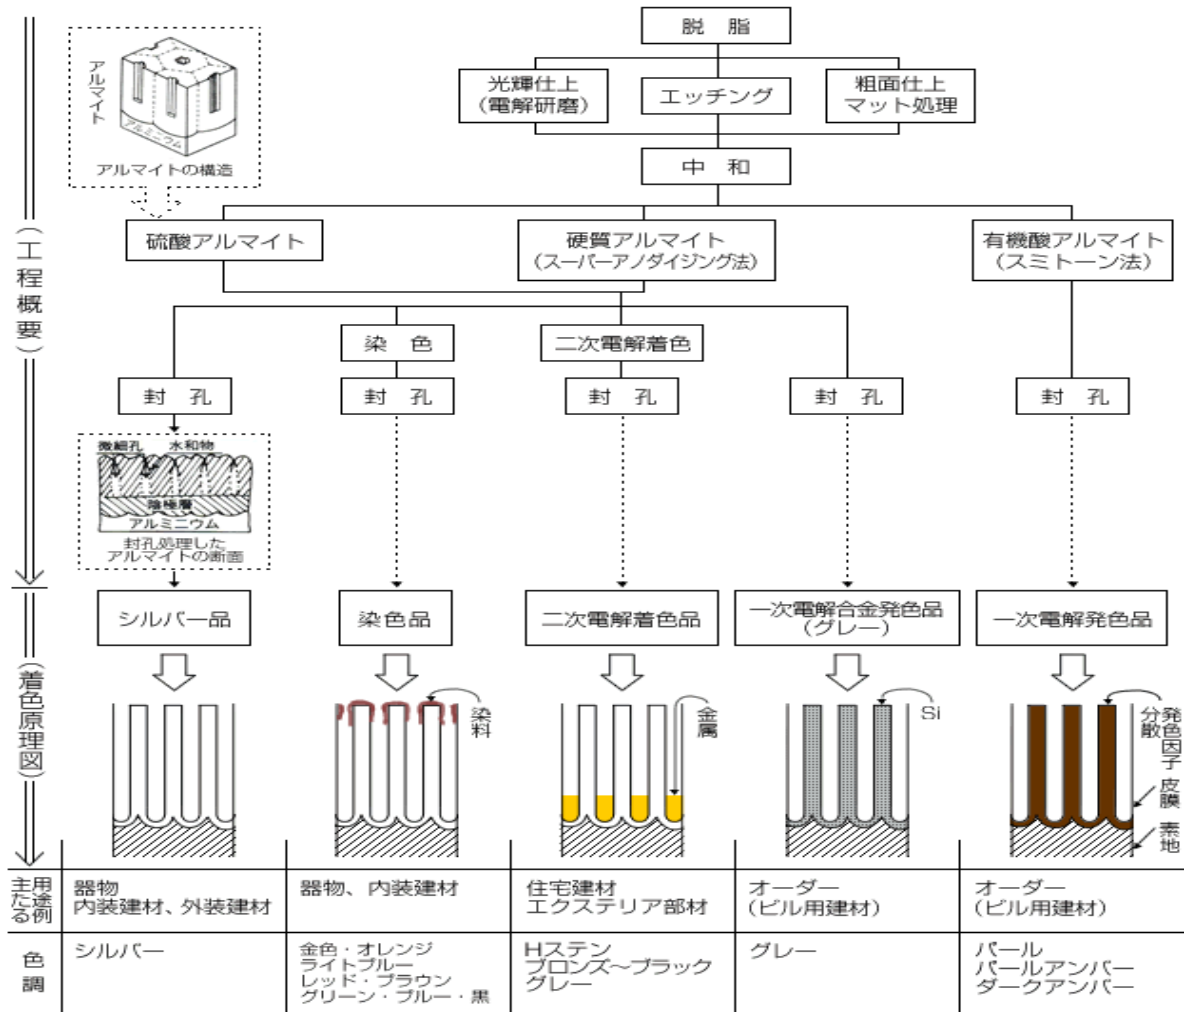 脱 脂
光輝仕上
(電解研磨)
エッチング
粗面仕上
マット処理
中 和
アルマイト
アルミニウム
アルマイトの構造
硫酸アルマイト
硬質アルマイト
(スーパーアノダイジング法)
有機酸アルマイト
(スミトーン法)
(工程概要)
染 色
二次電解着色
封 孔
封 孔
封 孔
封 孔
封 孔
微細孔 水和物
陰極層
アルミニウム
封孔処理した
アルマイトの断面
シルバー品
染色品
二次電解着色品
一次電解合金発色品
(グレー)
一次電解発色品
(着色原理図)
染料
金属
Si
発色因子
分散
皮膜
素地
主たる
用途例
器物
内装建材、外装建材
器物、内装建材
住宅建材
エクステリア部材
オーダー
(ビル用建材)
オーダー
(ビル用建材)
色調
シルバー
金色・オレンジ
ライトブルー
レッド・ブラウン
グリーン・ブルー・黒
Hステン
ブロンズ～ブラック
グレー
グレー
パール
パールアンバー
ダークアンバー